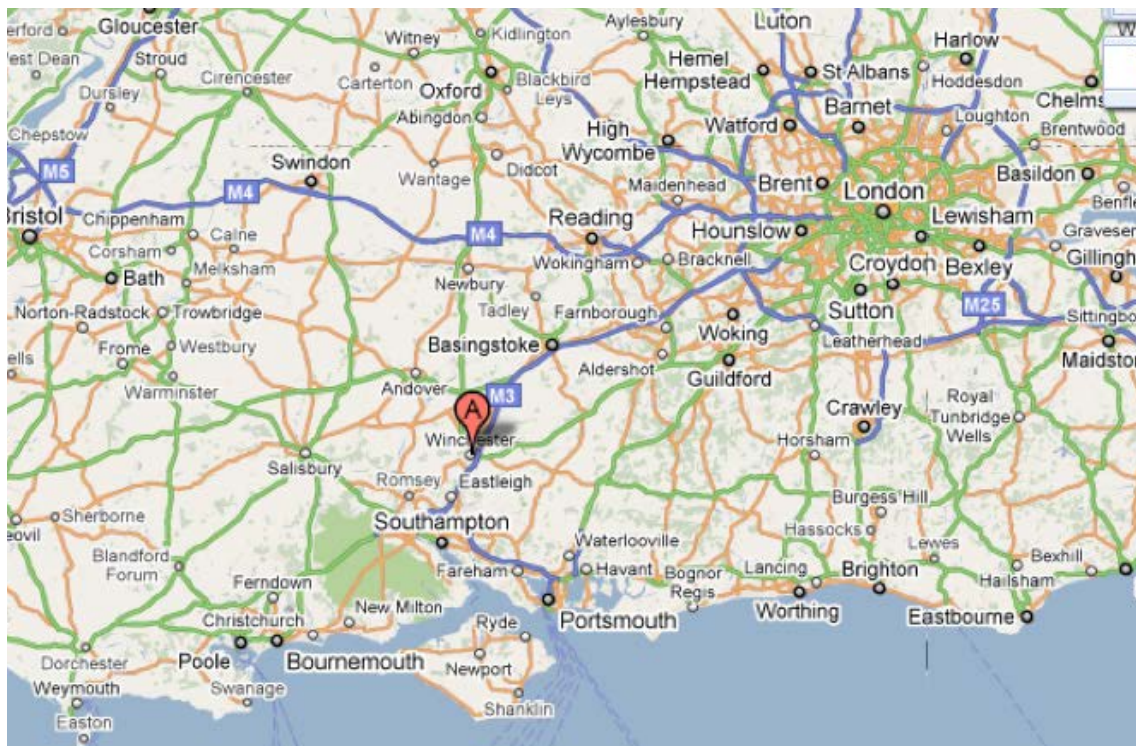 erford
Gloucester
est Dean
Stroud
Dursley
Chepstow
M5
Bristol
Cirencester
Witney
Kidlington
Carterton
Oxford
Blackbird
Leys
Abingdon
Aylesbury
Luton
Hemel
Hempstead
St Albans
Harlow
Hoddesdon
Chelms
Barnet
Loughton
Brentwood
Watford
High
Wycombe
Swindon
Wantage
Didcot
Maidenhead
Brent
London
Basildon
Benfle
M4
Chippenham
Calne
Corsham
Melksham
Bath
Reading
M4
Wokingham
Bracknell
Hounslow
Lewisham
Gravesen
Croydon
Bexley
Gillingh
Newbury
Tadley
Farnborough
Woking
Sutton
M25
Sittingbo
Norton-Radstock
Trowbridge
Frome
Westbury
ells
Warminster
Basingstoke
Aldershot
Guildford
Leatherhead
Maidston
Andover
M3
A
Winchester
Crawley
Royal
Tunbridge
Wells
Horsham
Salisbury
Romsey
Eastleigh
Burgess Hill
Hassocks
Sherborne
eovil
Southampton
Waterlooville
Lewes
Bexhill
Blandford
Forum
Ferndown
Fareham
Havant
Bognor
Regis
Lancing
Brighton
Hailsham
Christchurch
New Milton
Portsmouth
Worthing
Eastbourne
Ryde
Dorchester
Poole
Bournemouth
Newport
Weymouth
Swanage
Shanklin
Easton